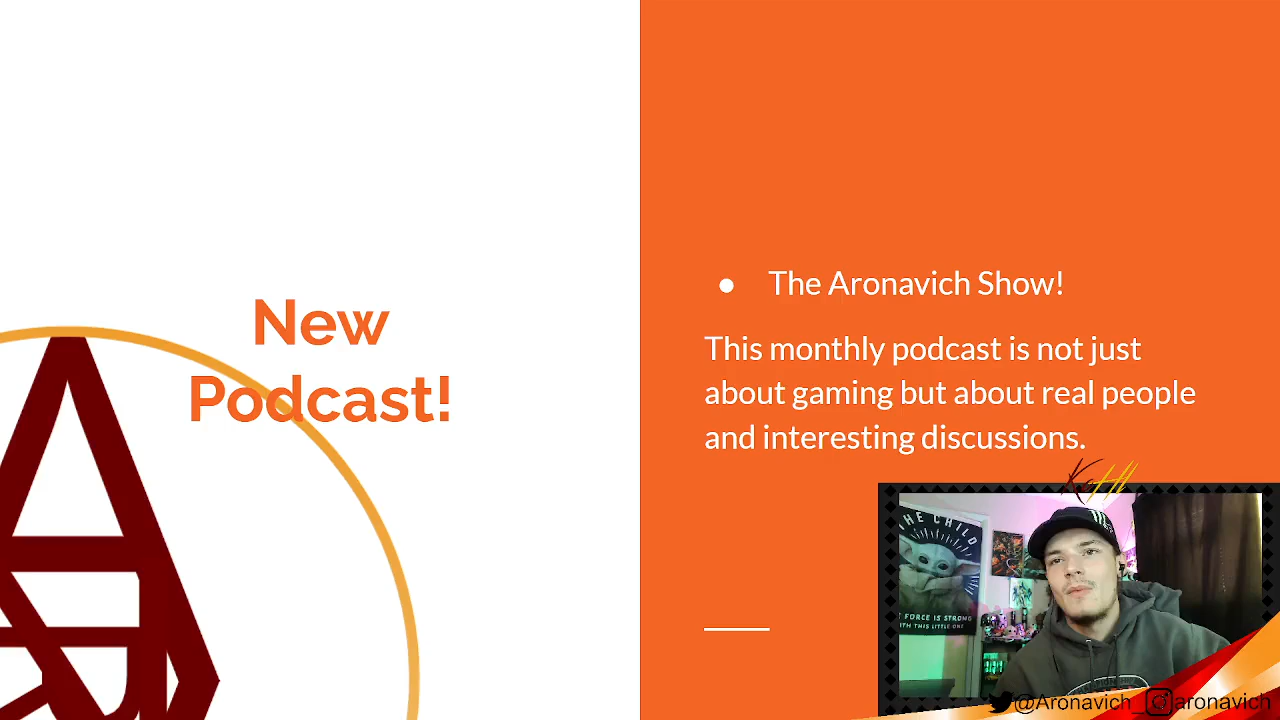 New
Podcast!
● The Aronavich Show!
This monthly podcast is not just
about gaming but about real people
and interesting discussions.
THE CHILD
FORCE IS STRONG
WITH THIS LITTLE ONE
@Aronavich_
aronavich